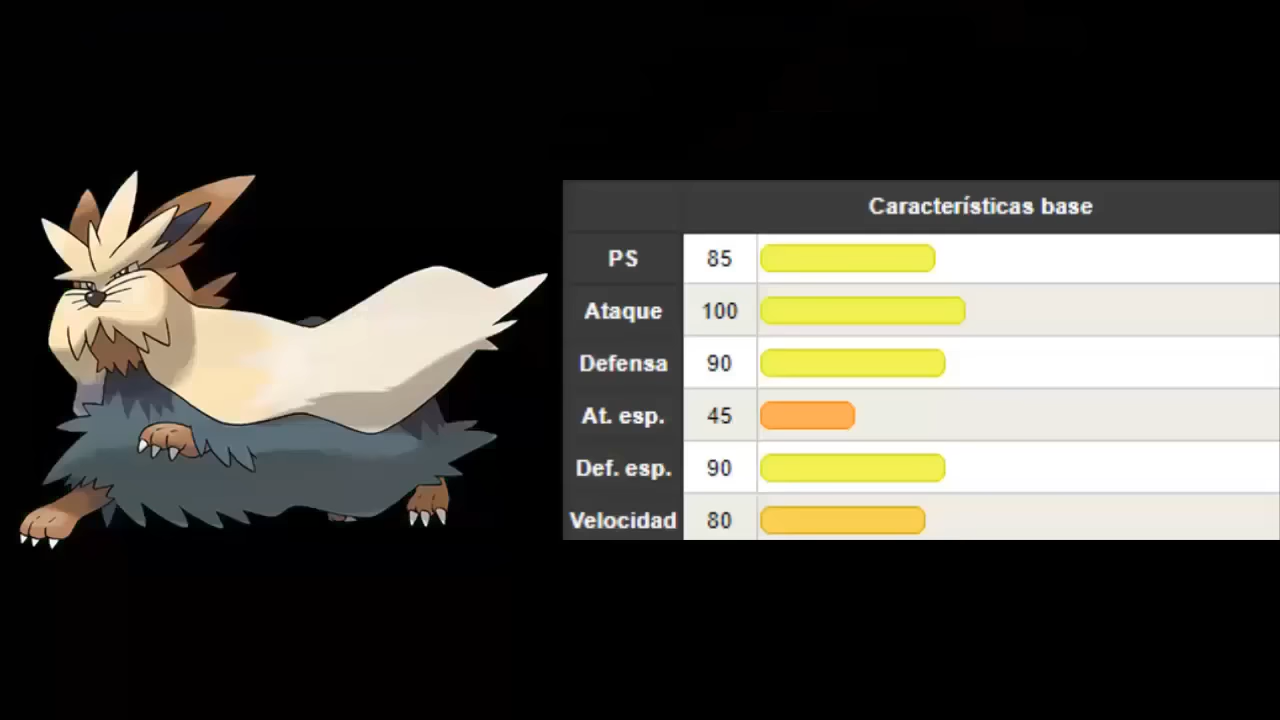 Características base
PS 85
Ataque 100
Defensa 90
At. esp. 45
Def. esp. 90
Velocidad 80